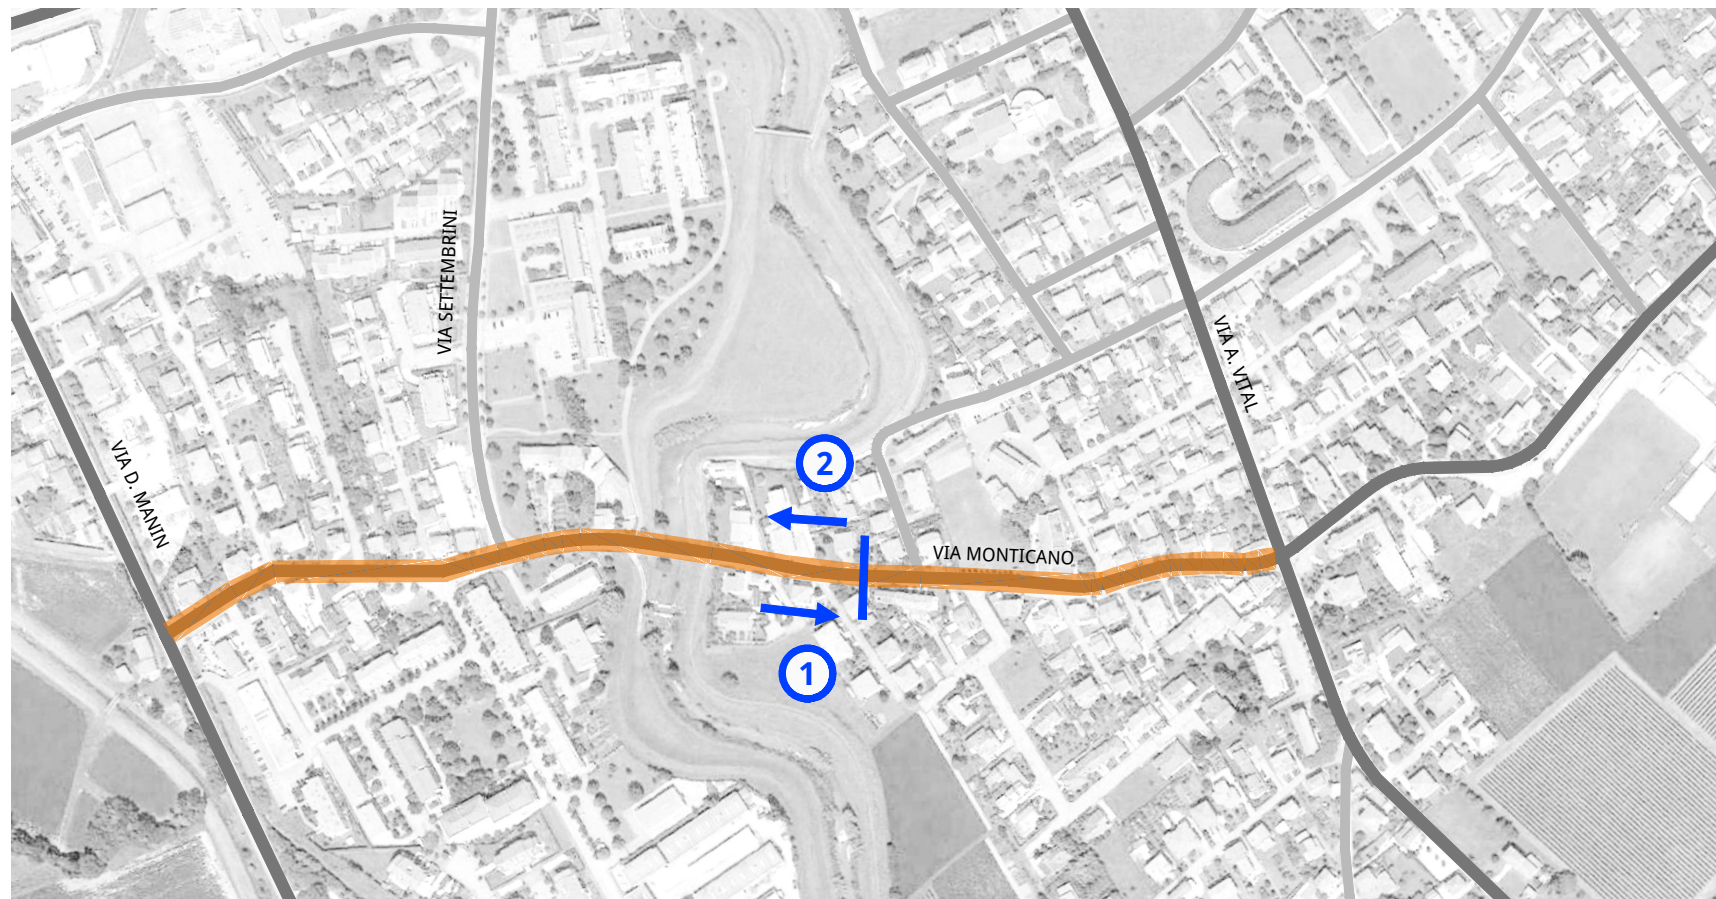 VIA SETTEMBRINI
VIA A. VITAL
VIA D. MANIN
2
VIA MONTICANO
1